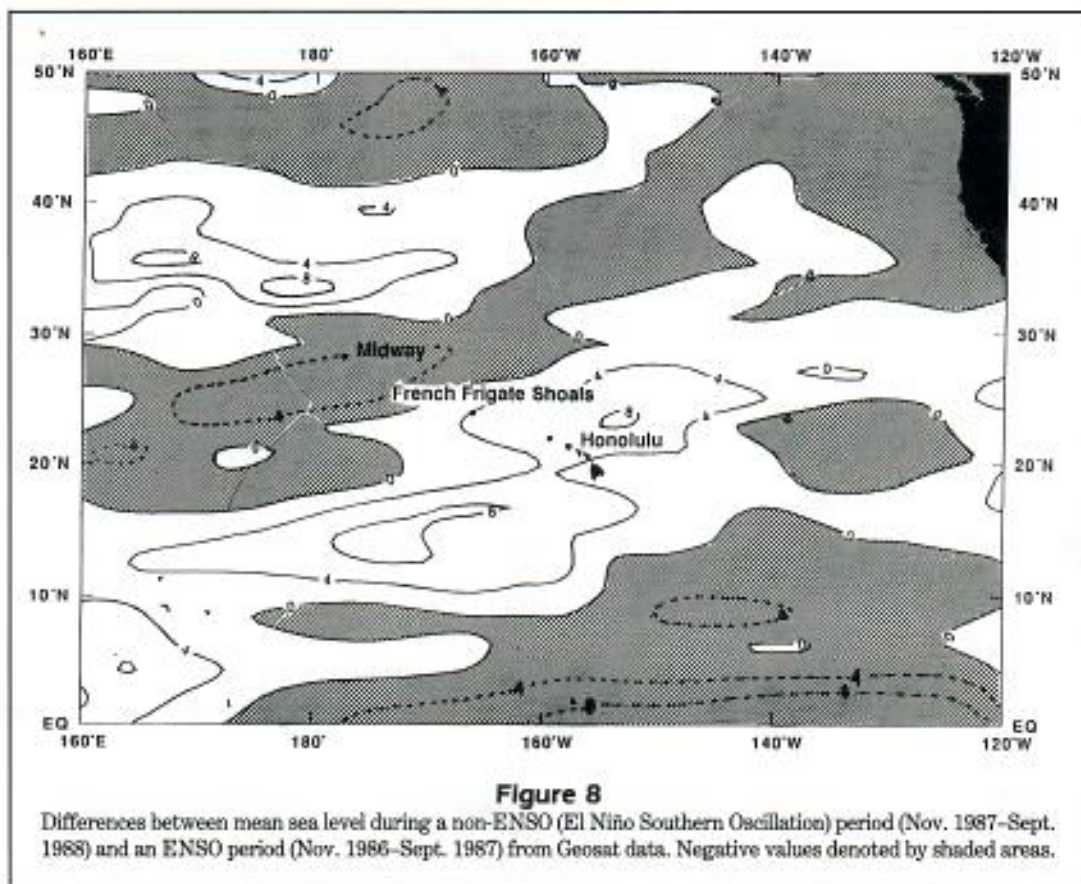 160˚E 180˚ 160˚W 140˚W 120˚W
50˚N 50˚N
40˚N 40˚N
30˚N 30˚N
Midway
French Frigate Shoals
Honolulu
20˚N 20˚N
10˚N 10˚N
EQ EQ
160˚E 180˚ 160˚W 140˚W 120˚W
Figure 8
Differences between mean sea level during a non-ENSO (El Niño Southern Oscillation) period (Nov. 1987–Sept.
1988) and an ENSO period (Nov. 1986–Sept. 1987) from Geosat data. Negative values denoted by shaded areas.